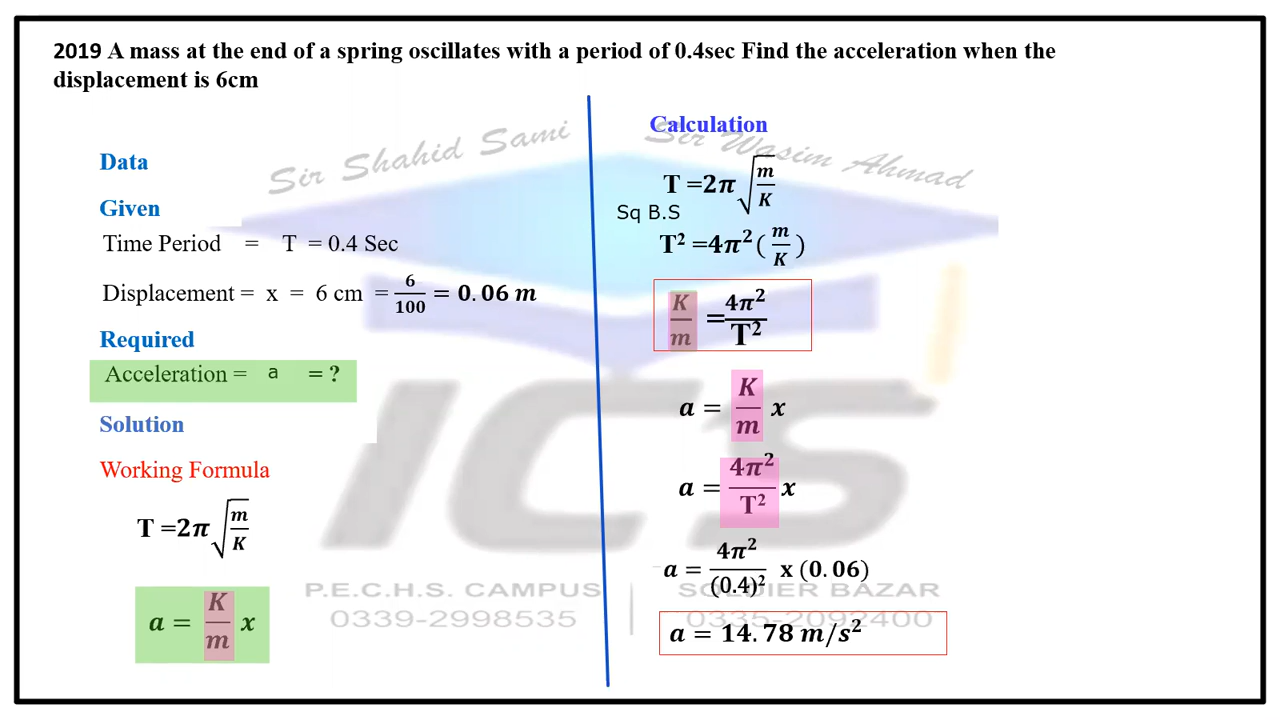 2019 A mass at the end of a spring oscillates with a period of 0.4sec Find the acceleration when the
displacement is 6cm
Sir Shahid Sami
Data
Given
Time Period = T = 0.4 Sec
Displacement = x = 6 cm = 6/100 = 0.06 m
Required
Acceleration = a = ?
Solution
Working Formula
T =2π √(m/K)
a = K/m x
Calculation
Sir Wasim Ahmad
T =2π √(m/K)
Sq B.S
T² =4π² (m/K)
K/m = 4π²/T²
a = K/m x
a = 4π²/T² x
a = 4π²/(0.4)² x (0.06)
a = 14.78 m/s²
ICS
P.E.C.H.S. CAMPUS
0339-2998535
SOLDIER BAZAR
0335-2092400